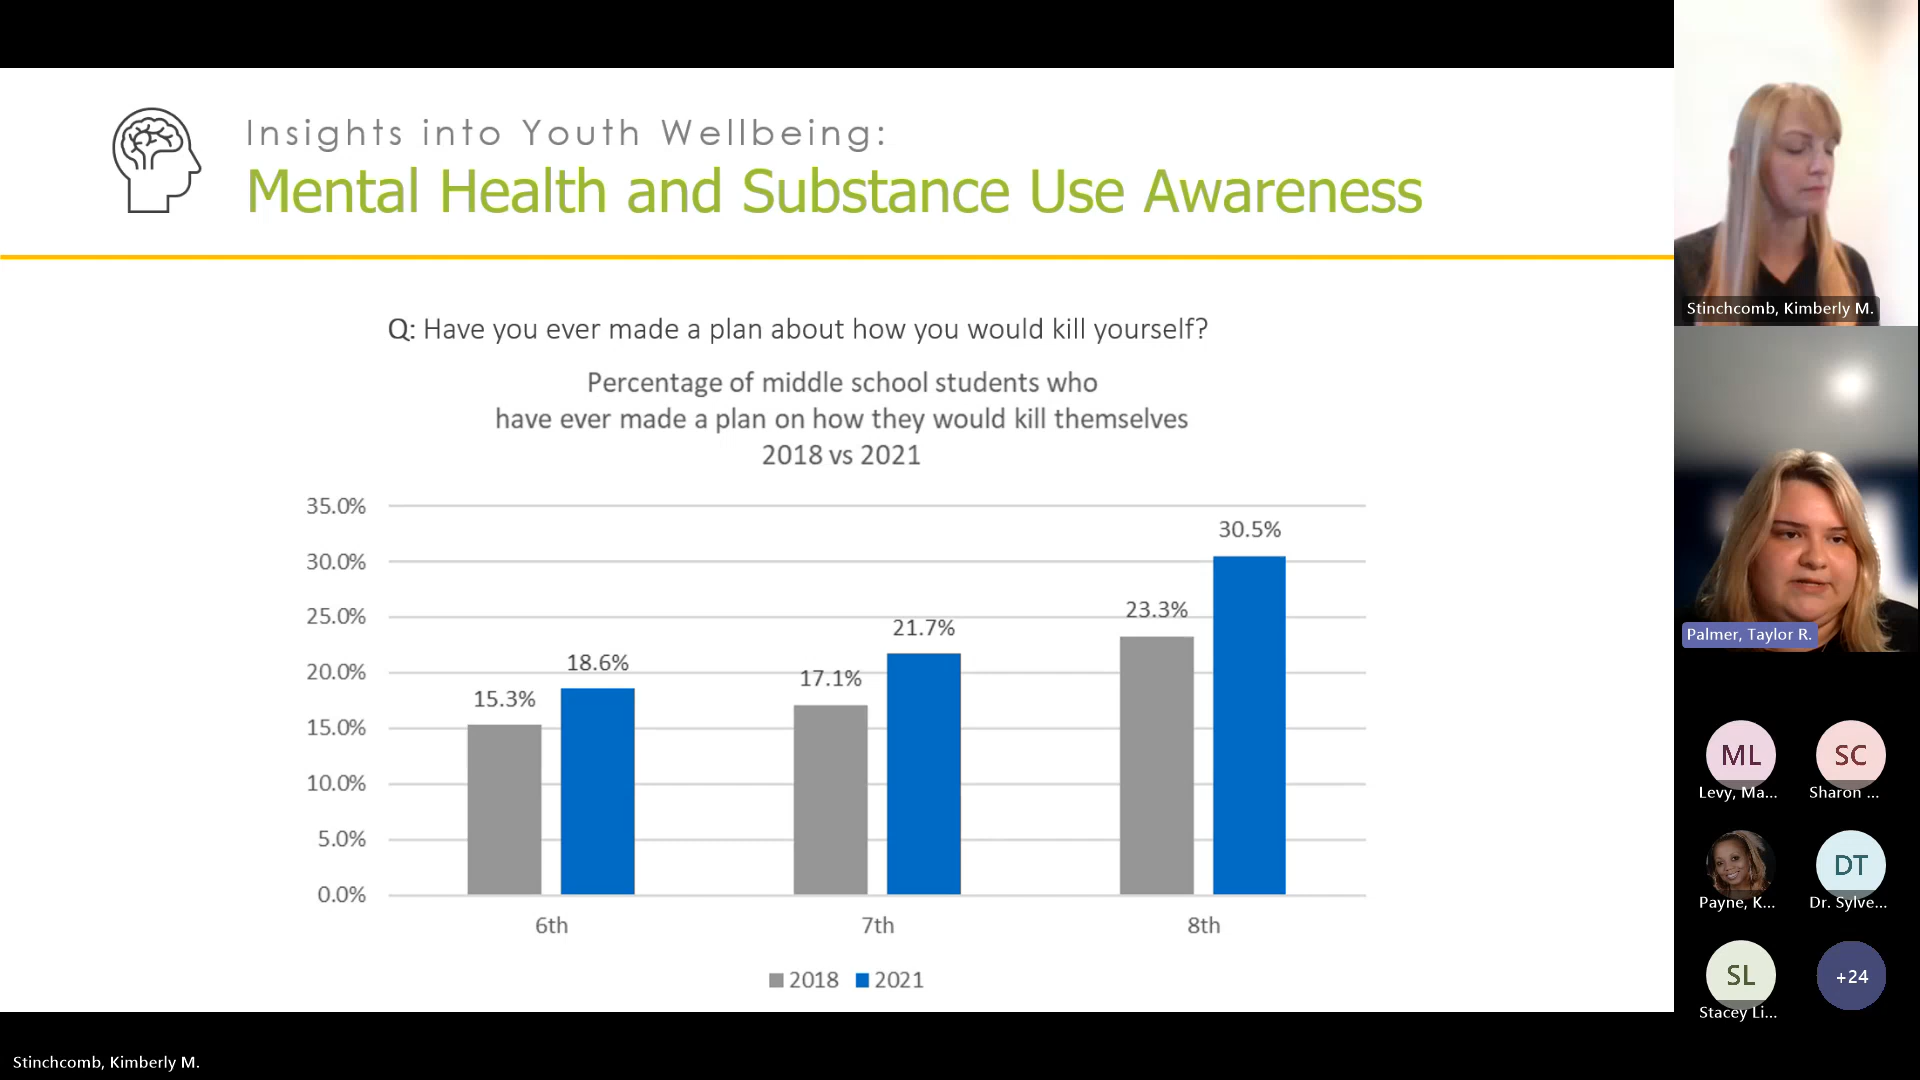 Insights into Youth Wellbeing:
Mental Health and Substance Use Awareness
Q: Have you ever made a plan about how you would kill yourself?
Percentage of middle school students who
have ever made a plan on how they would kill themselves
2018 vs 2021
35.0%
30.0%
25.0%
20.0%
15.0%
10.0%
5.0%
0.0%
15.3%
18.6%
17.1%
21.7%
23.3%
30.5%
6th
7th
8th
2018
2021
Stinchcomb, Kimberly M.
Palmer, Taylor R.
ML
Levy, Ma...
SC
Sharon ...
Payne, K...
DT
Dr. Sylve...
SL
Stacey Li...
+24
Stinchcomb, Kimberly M.